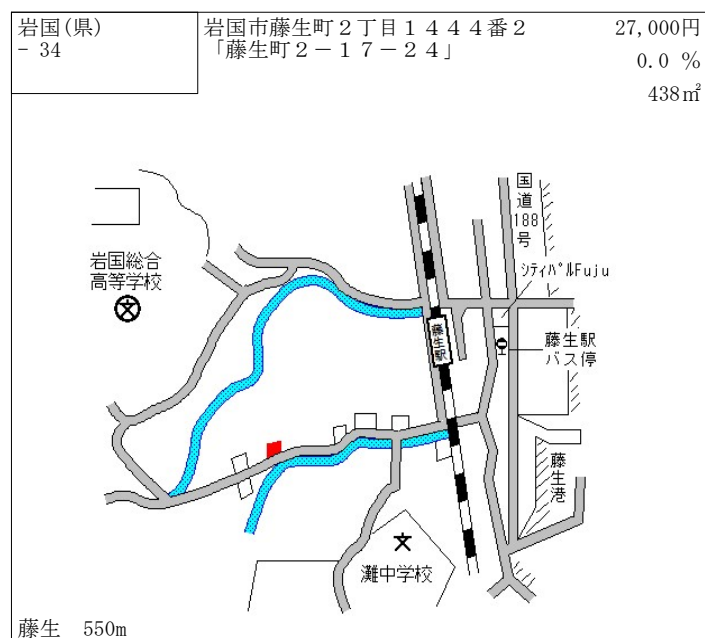 岩国(県)
- 34
岩国市藤生町２丁目１４４４番２
「藤生町２－１７－２４」
27,000円
0.0 %
438㎡
国道188号
岩国総合
高等学校
ｼﾃｨﾊﾟﾙFuju
藤生駅
藤生駅
バス停
藤生港
灘中学校
藤生　550m